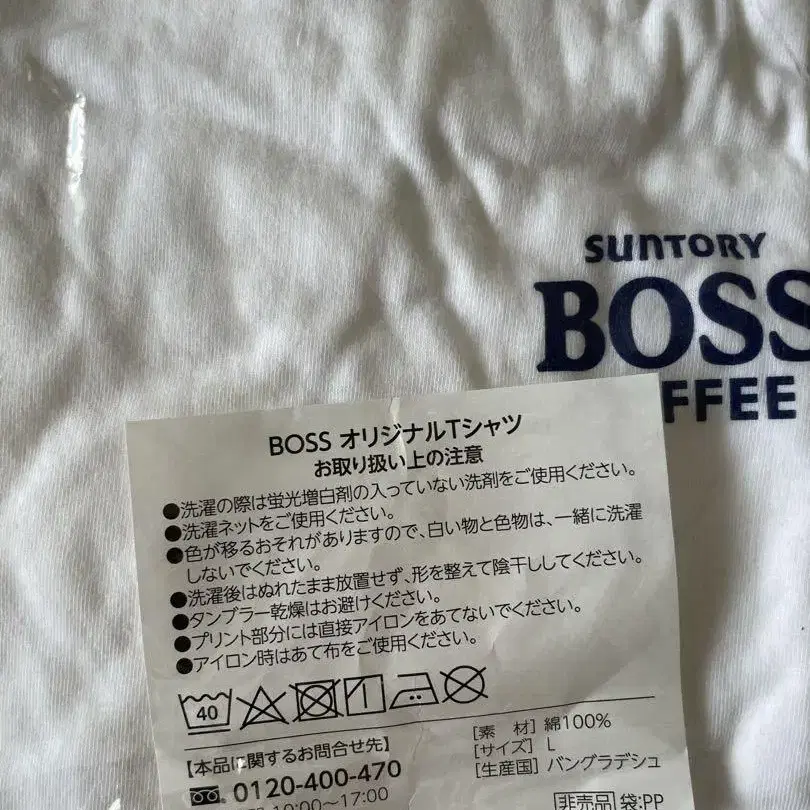 SUNTORY
BOSS
FFEE
BOSS オリジナルTシャツ
お取り扱い上の注意
●洗濯の際は蛍光増白剤の入っていない洗剤をご使用ください。
●洗濯ネットをご使用ください。
●色が移るおそれがありますので、白い物と色物は、一緒に洗濯
しないでください。
●洗濯後はぬれたまま放置せず、形を整えて陰干ししてください。
●タンブラー乾燥はお避けください。
●プリント部分には直接アイロンをあてないでください。
●アイロン時はあて布をご使用ください。
40
【本品に関するお問合せ先】
0120-400-470
10:00~17:00
[素 材] 綿100%
[サイズ] L
[生産国] バングラデシュ
非売品 袋:PP